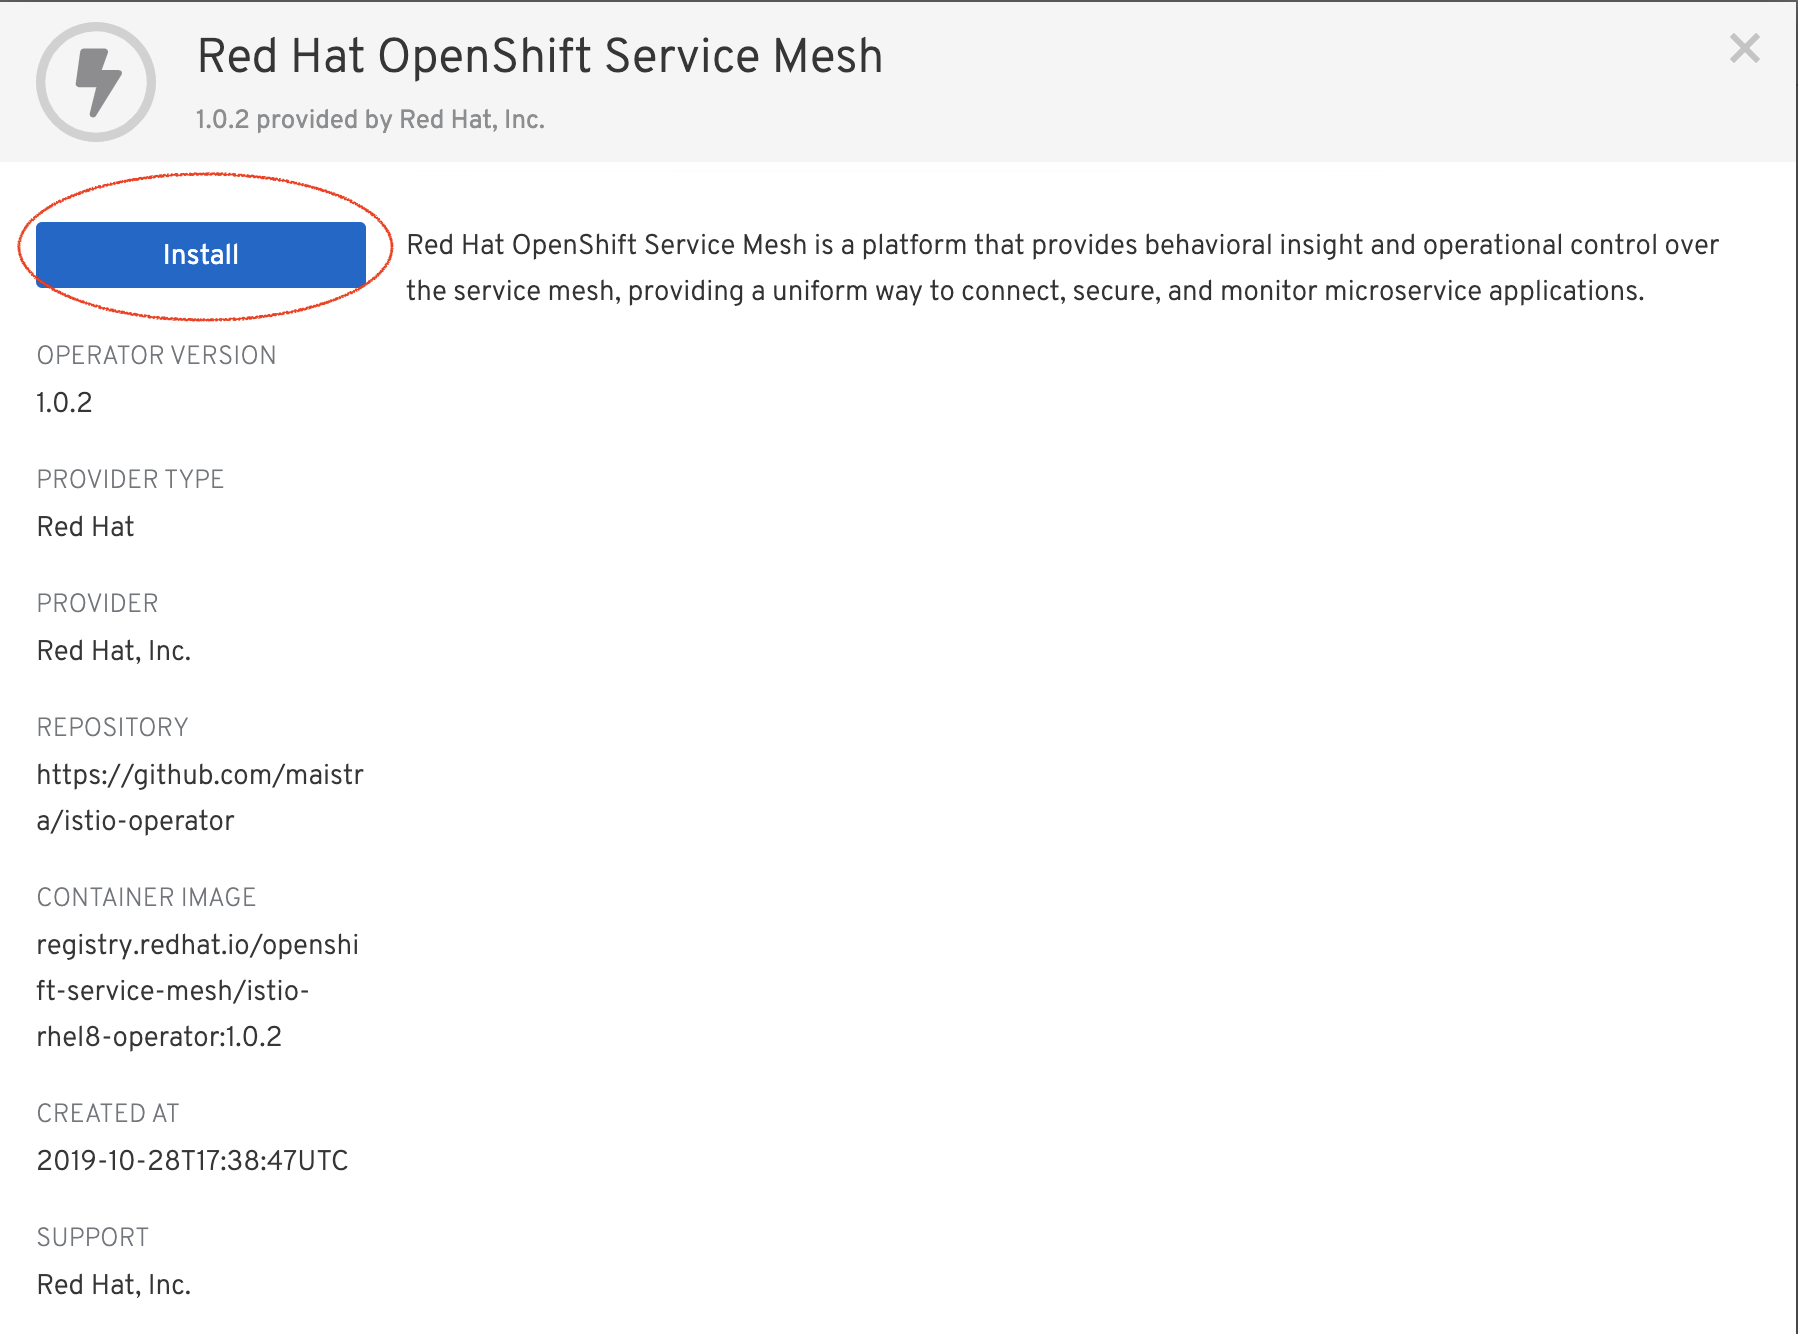 Red Hat OpenShift Service Mesh
1.0.2 provided by Red Hat, Inc.
Install
Red Hat OpenShift Service Mesh is a platform that provides behavioral insight and operational control over
the service mesh, providing a uniform way to connect, secure, and monitor microservice applications.
OPERATOR VERSION
1.0.2
PROVIDER TYPE
Red Hat
PROVIDER
Red Hat, Inc.
REPOSITORY
https://github.com/maistr
a/istio-operator
CONTAINER IMAGE
registry.redhat.io/openshi
ft-service-mesh/istio-
rhel8-operator:1.0.2
CREATED AT
2019-10-28T17:38:47UTC
SUPPORT
Red Hat, Inc.